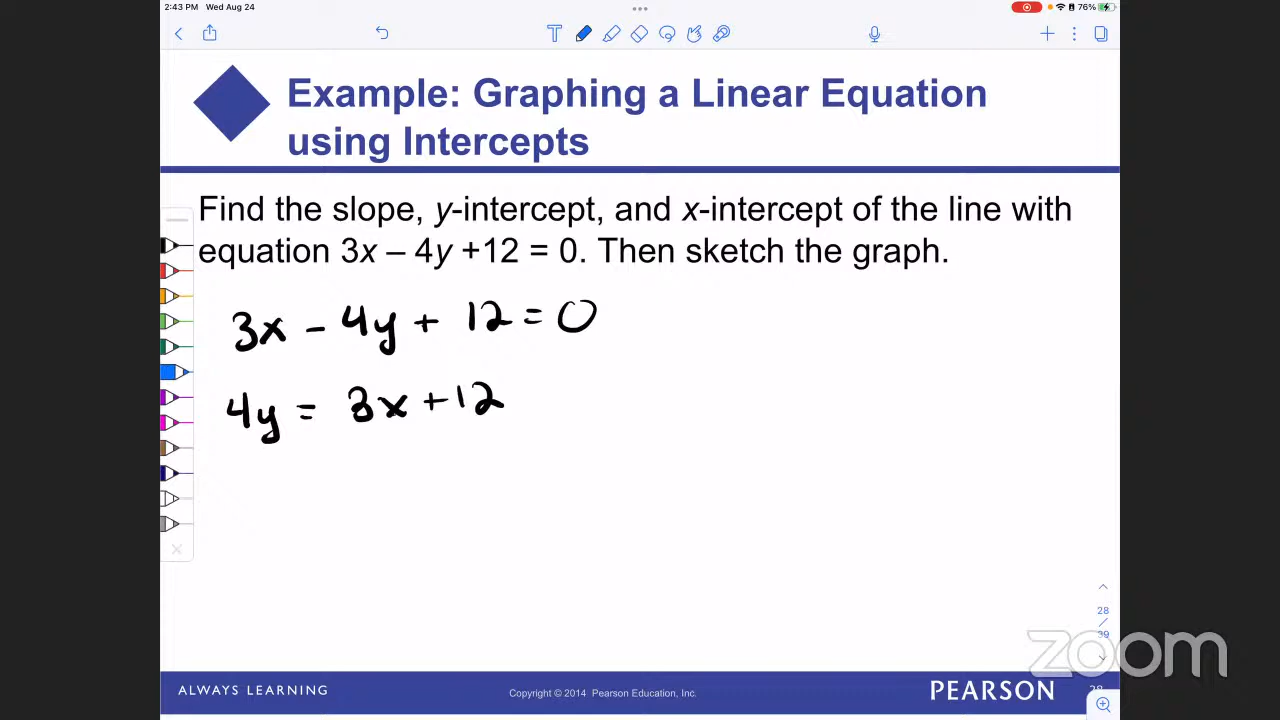 2:43 PM Wed Aug 24
76%
Example: Graphing a Linear Equation
using Intercepts
Find the slope, y-intercept, and x-intercept of the line with
equation 3x – 4y +12 = 0. Then sketch the graph.
3x - 4y + 12 = 0
4y = 3x + 12
28
/
39
zoom
ALWAYS LEARNING
Copyright © 2014 Pearson Education, Inc.
PEARSON
28